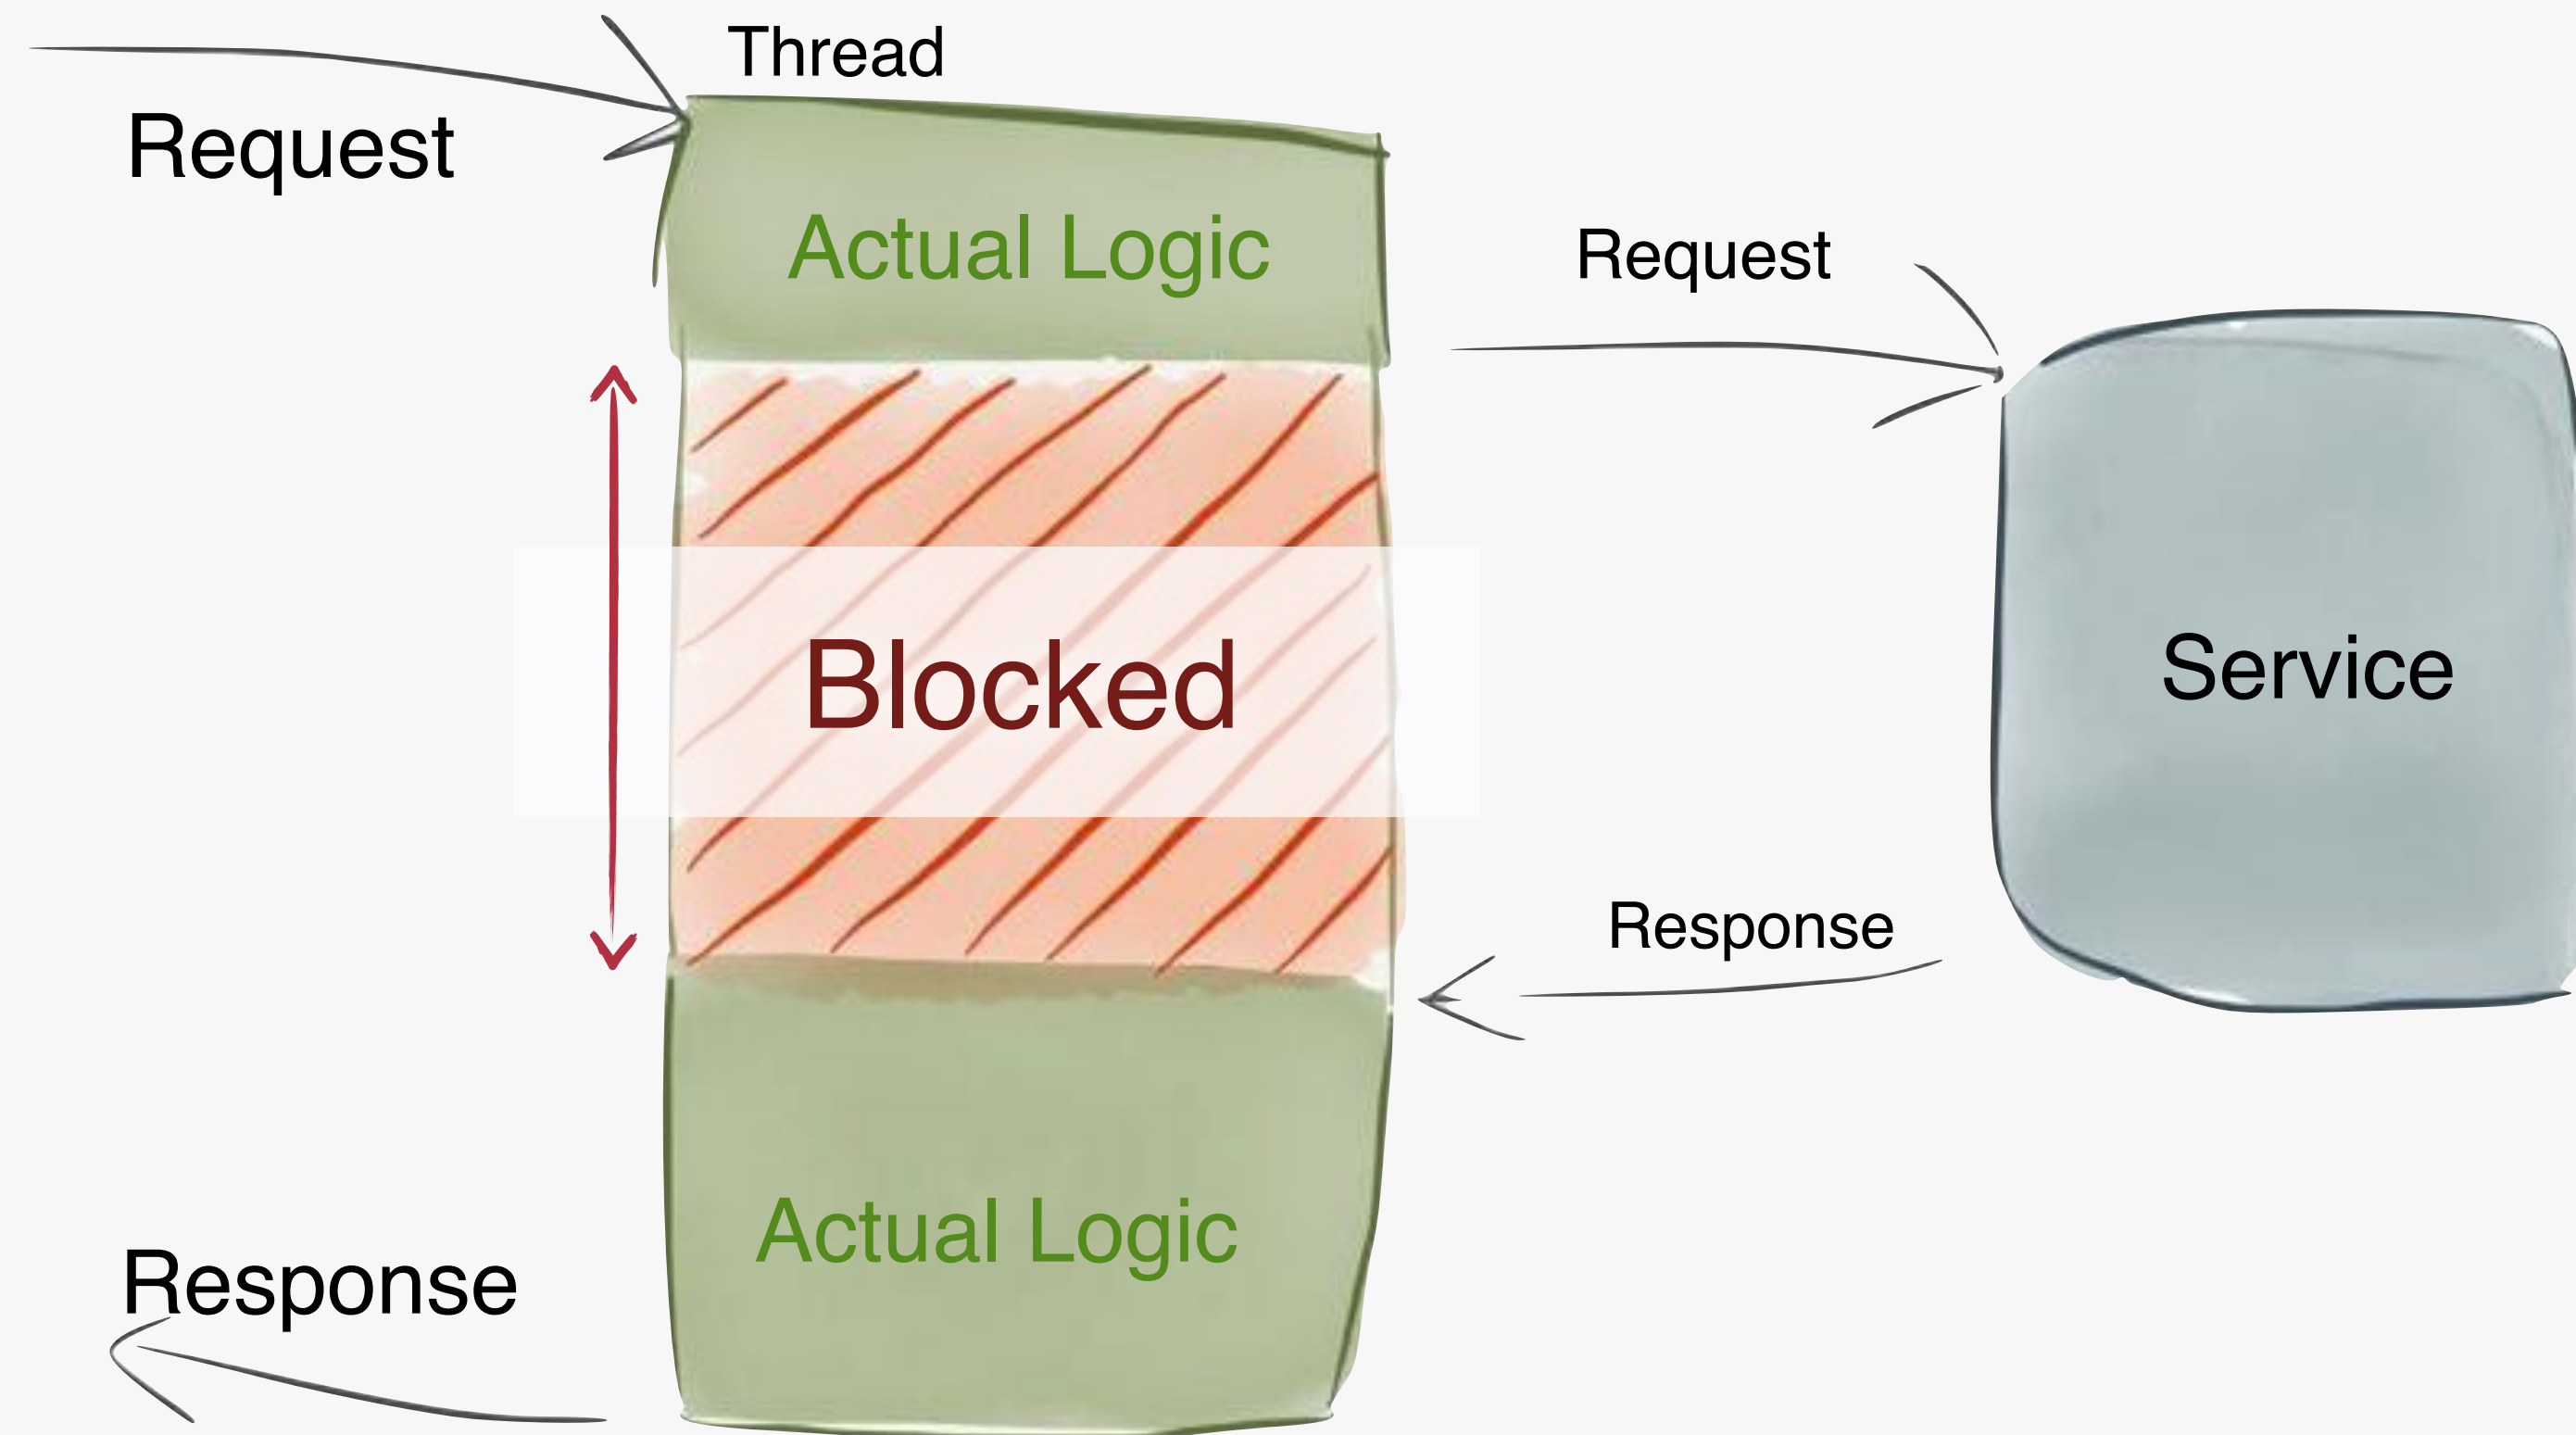 Thread
Request
Actual Logic
Request
Blocked
Service
Response
Actual Logic
Response